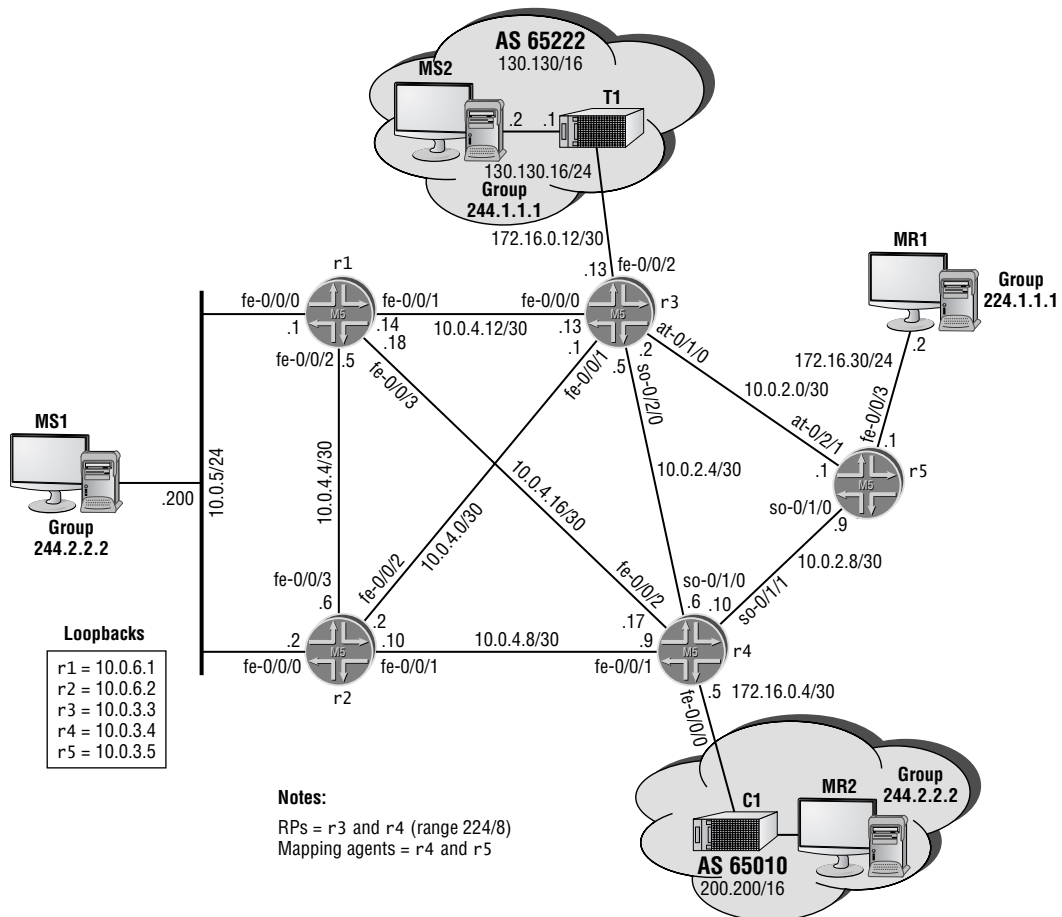 AS 65222
130.130/16
MS2
T1
.2
.1
130.130.16/24
Group
244.1.1.1
172.16.0.12/30
MR1
Group
224.1.1.1
.2
172.16.30/24
fe-0/0/3
.1
r1
.13
fe-0/0/2
fe-0/0/0
fe-0/0/1
fe-0/0/0
r3
M5
M5
.1
.14
10.0.4.12/30
.13
at-0/1/0
.18
.1
.2
fe-0/0/2
.5
fe-0/0/1
.5
so-0/2/0
fe-0/0/3
10.0.2.0/30
at-0/2/1
.1
r5
M5
MS1
.200
10.0.5/24
Group
244.2.2.2
10.0.4.4/30
10.0.4.0/30
10.0.4.16/30
10.0.2.4/30
so-0/1/0
.9
10.0.2.8/30
fe-0/0/3
fe-0/0/2
fe-0/0/2
so-0/1/0
so-0/1/1
.6
.6
.10
.2
.17
.2
.10
10.0.4.8/30
.9
M5
M5
r4
fe-0/0/0
fe-0/0/1
fe-0/0/1
r2
.5
172.16.0.4/30
fe-0/0/0
Loopbacks
r1 = 10.0.6.1
r2 = 10.0.6.2
r3 = 10.0.3.3
r4 = 10.0.3.4
r5 = 10.0.3.5
Notes:
RPs = r3 and r4 (range 224/8)
Mapping agents = r4 and r5
C1
MR2
Group
244.2.2.2
AS 65010
200.200/16